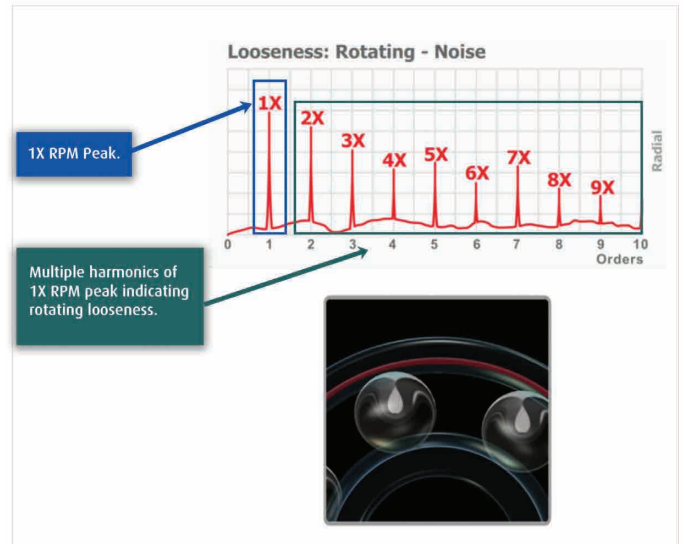 Looseness: Rotating - Noise
1X
2X
3X
4X
5X
6X
7X
8X
9X
Radial
0 1 2 3 4 5 6 7 8 9 10
Orders
1X RPM Peak.
Multiple harmonics of
1X RPM peak indicating
rotating looseness.